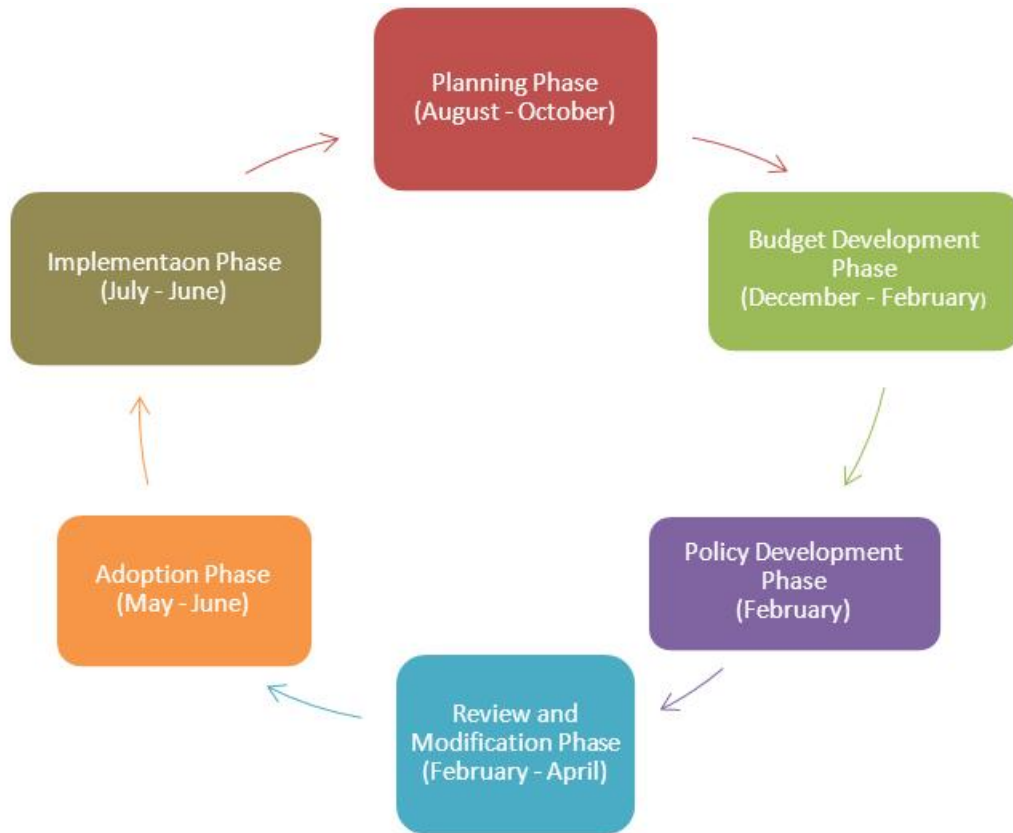 Planning Phase
(August - October)
Budget Development
Phase
(December - February)
Policy Development
Phase
(February)
Review and
Modification Phase
(February - April)
Adoption Phase
(May - June)
Implementaon Phase
(July - June)